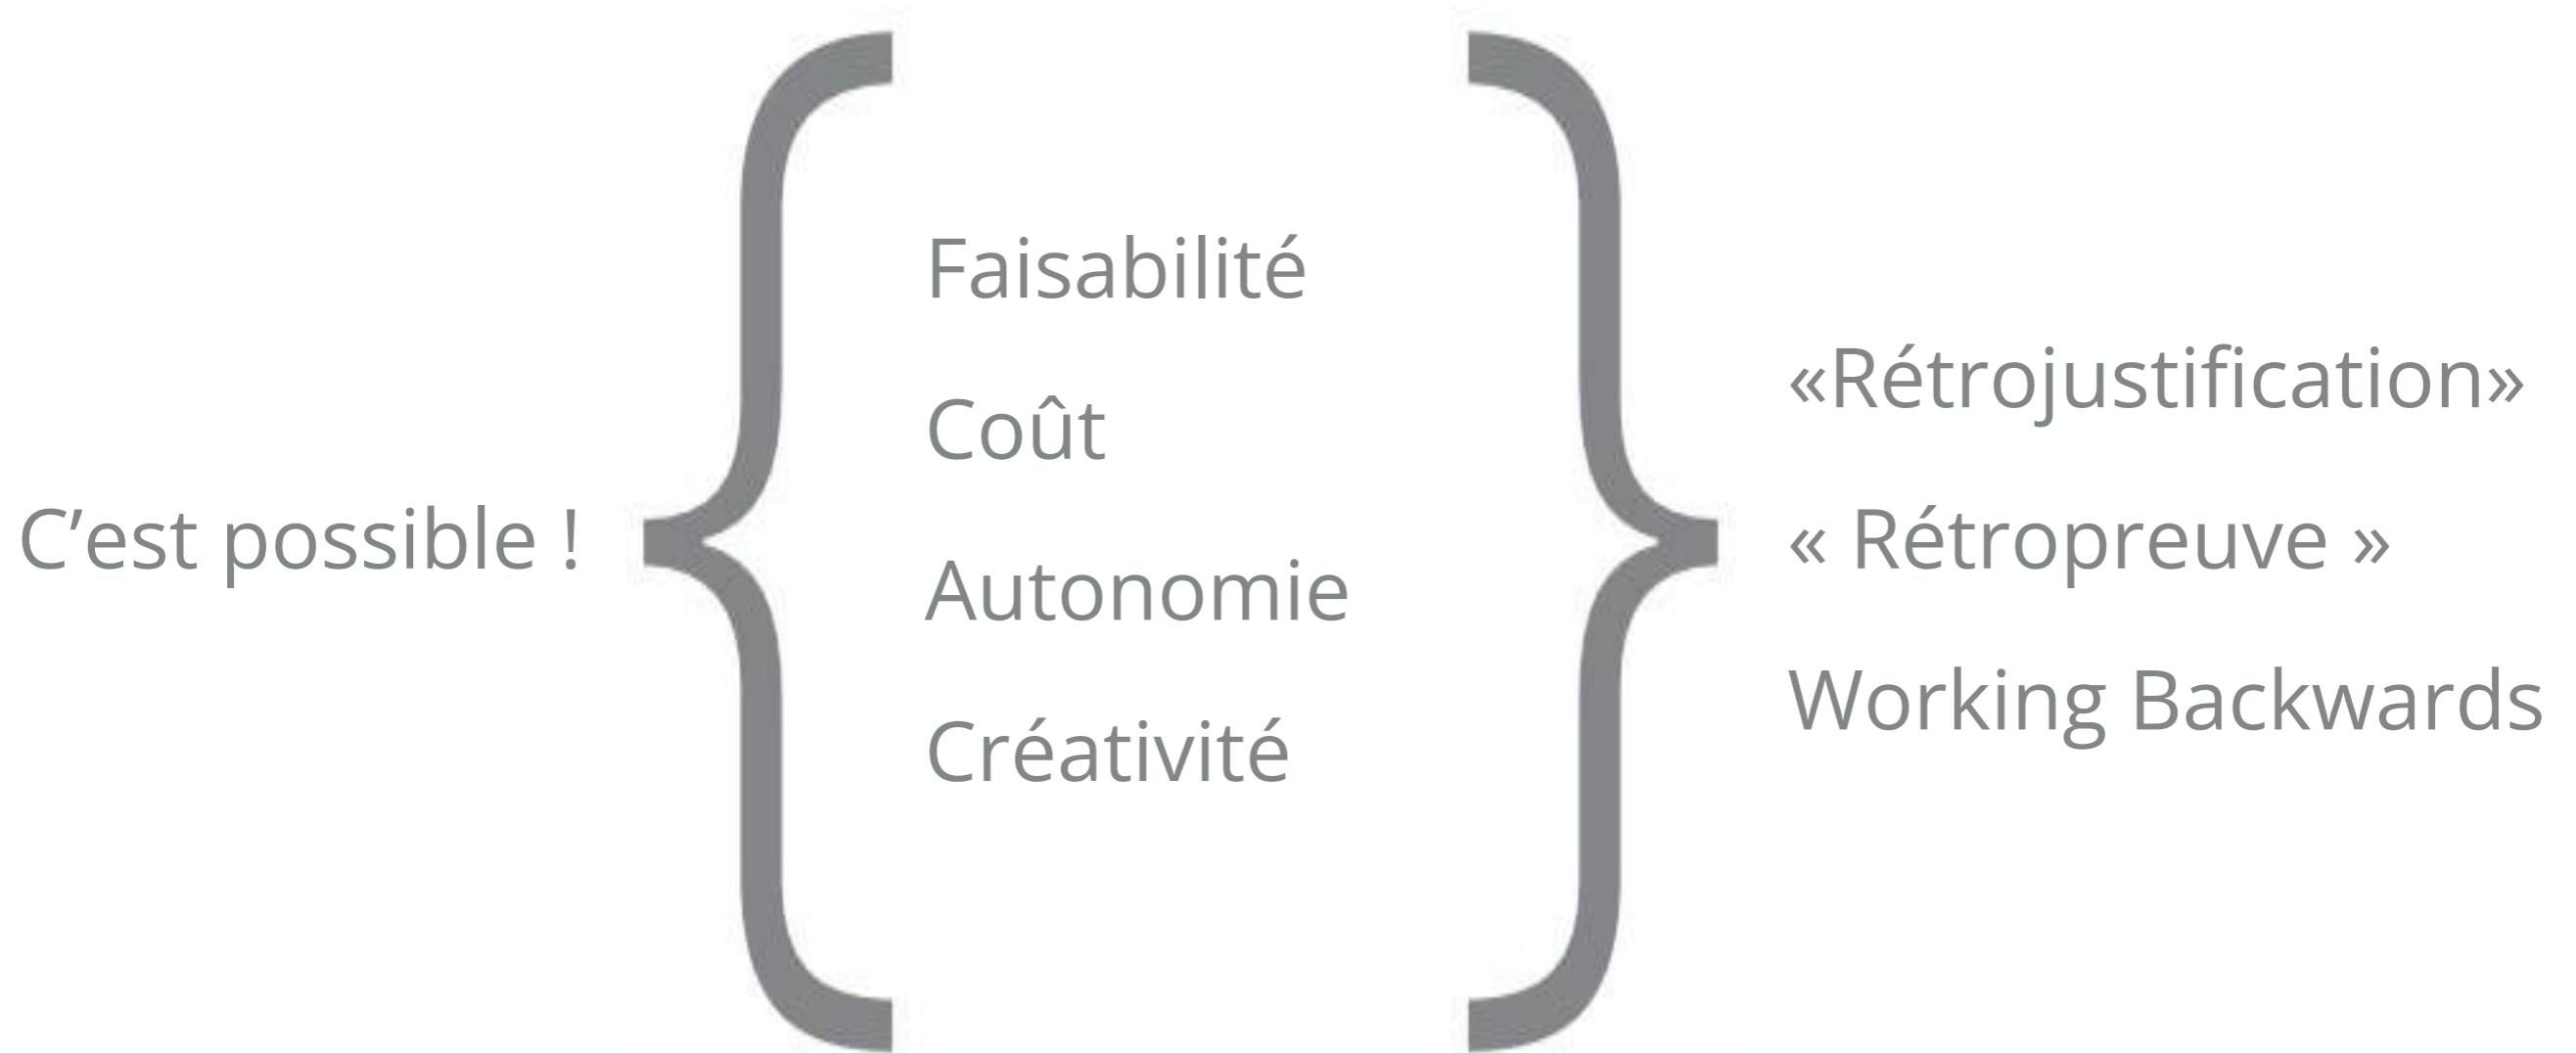 C’est possible !
Faisabilité
Coût
Autonomie
Créativité
«Rétrojustification»
« Rétropreuve »
Working Backwards